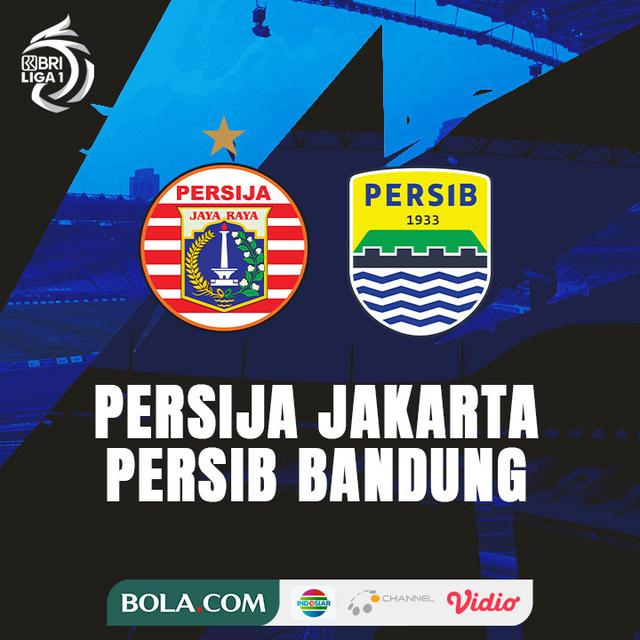 BRI
LIGA 1
PERSIJA
JAYA RAYA
PERSIB
1933
PERSIJA JAKARTA
PERSIB BANDUNG
BOLA.COM
INDOSIAR
CHANNEL
Vidio